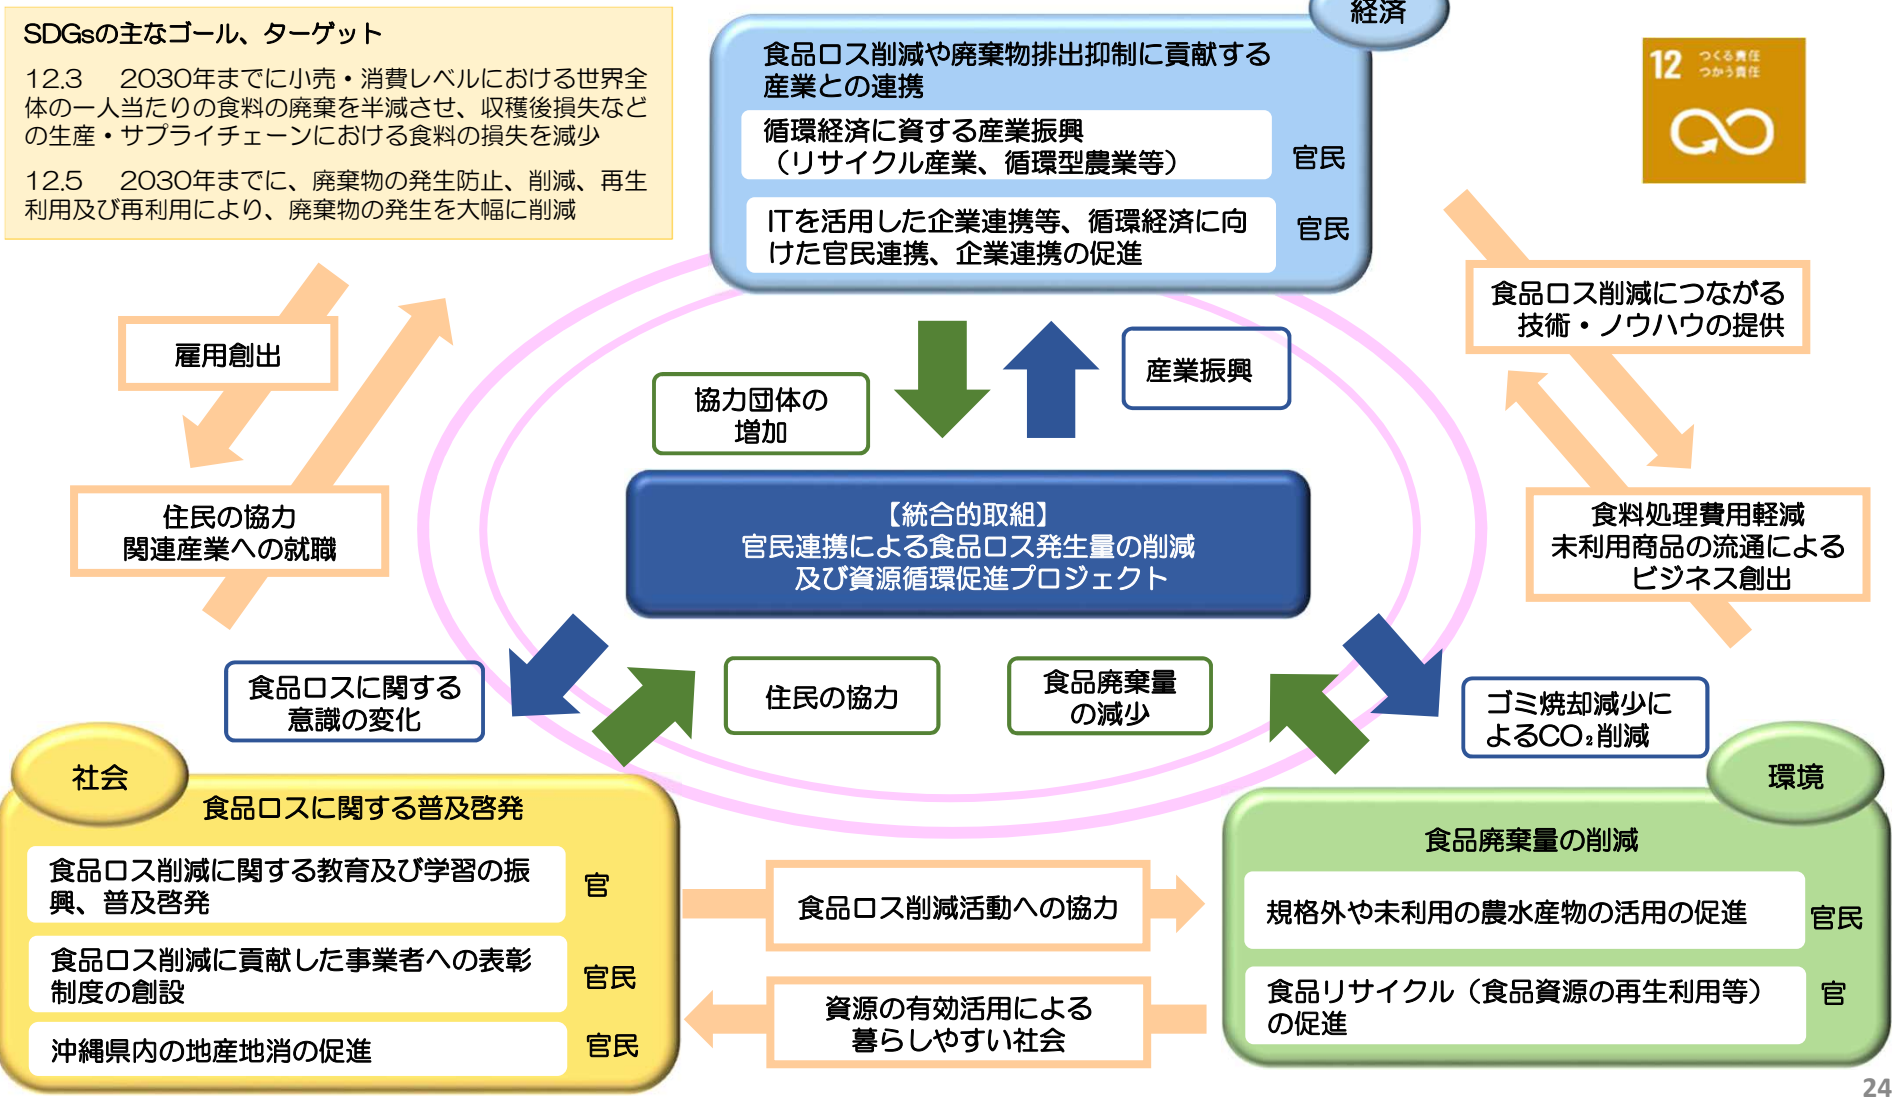 SDGsの主なゴール、ターゲット
12.3　2030年までに小売・消費レベルにおける世界全
体の一人当たりの食料の廃棄を半減させ、収穫後損失など
の生産・サプライチェーンにおける食料の損失を減少
12.5　2030年までに、廃棄物の発生防止、削減、再生
利用及び再利用により、廃棄物の発生を大幅に削減
経済
食品ロス削減や廃棄物排出抑制に貢献する
産業との連携
循環経済に資する産業振興
（リサイクル産業、循環型農業等）
官民
ITを活用した企業連携等、循環経済に向
けた官民連携、企業連携の促進
官民
12 つくる責任
つかう責任
雇用創出
住民の協力
関連産業への就職
協力団体の
増加
産業振興
食品ロス削減につながる
技術・ノウハウの提供
食料処理費用軽減
未利用商品の流通による
ビジネス創出
【統合的取組】
官民連携による食品ロス発生量の削減
及び資源循環促進プロジェクト
食品ロスに関する
意識の変化
住民の協力
食品廃棄量
の減少
ゴミ焼却減少に
よるCO₂削減
社会
食品ロスに関する普及啓発
食品ロス削減に関する教育及び学習の振
興、普及啓発
官
食品ロス削減に貢献した事業者への表彰
制度の創設
官民
沖縄県内の地産地消の促進
官民
食品ロス削減活動への協力
資源の有効活用による
暮らしやすい社会
環境
食品廃棄量の削減
規格外や未利用の農水産物の活用の促進
官民
食品リサイクル（食品資源の再生利用等）
の促進
官
24